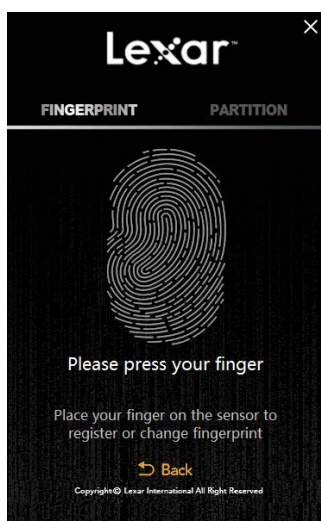 Lexar™
FINGERPRINT PARTITION
Please press your finger
Place your finger on the sensor to
register or change fingerprint
Back
Copyright© Lexar International All Right Reserved